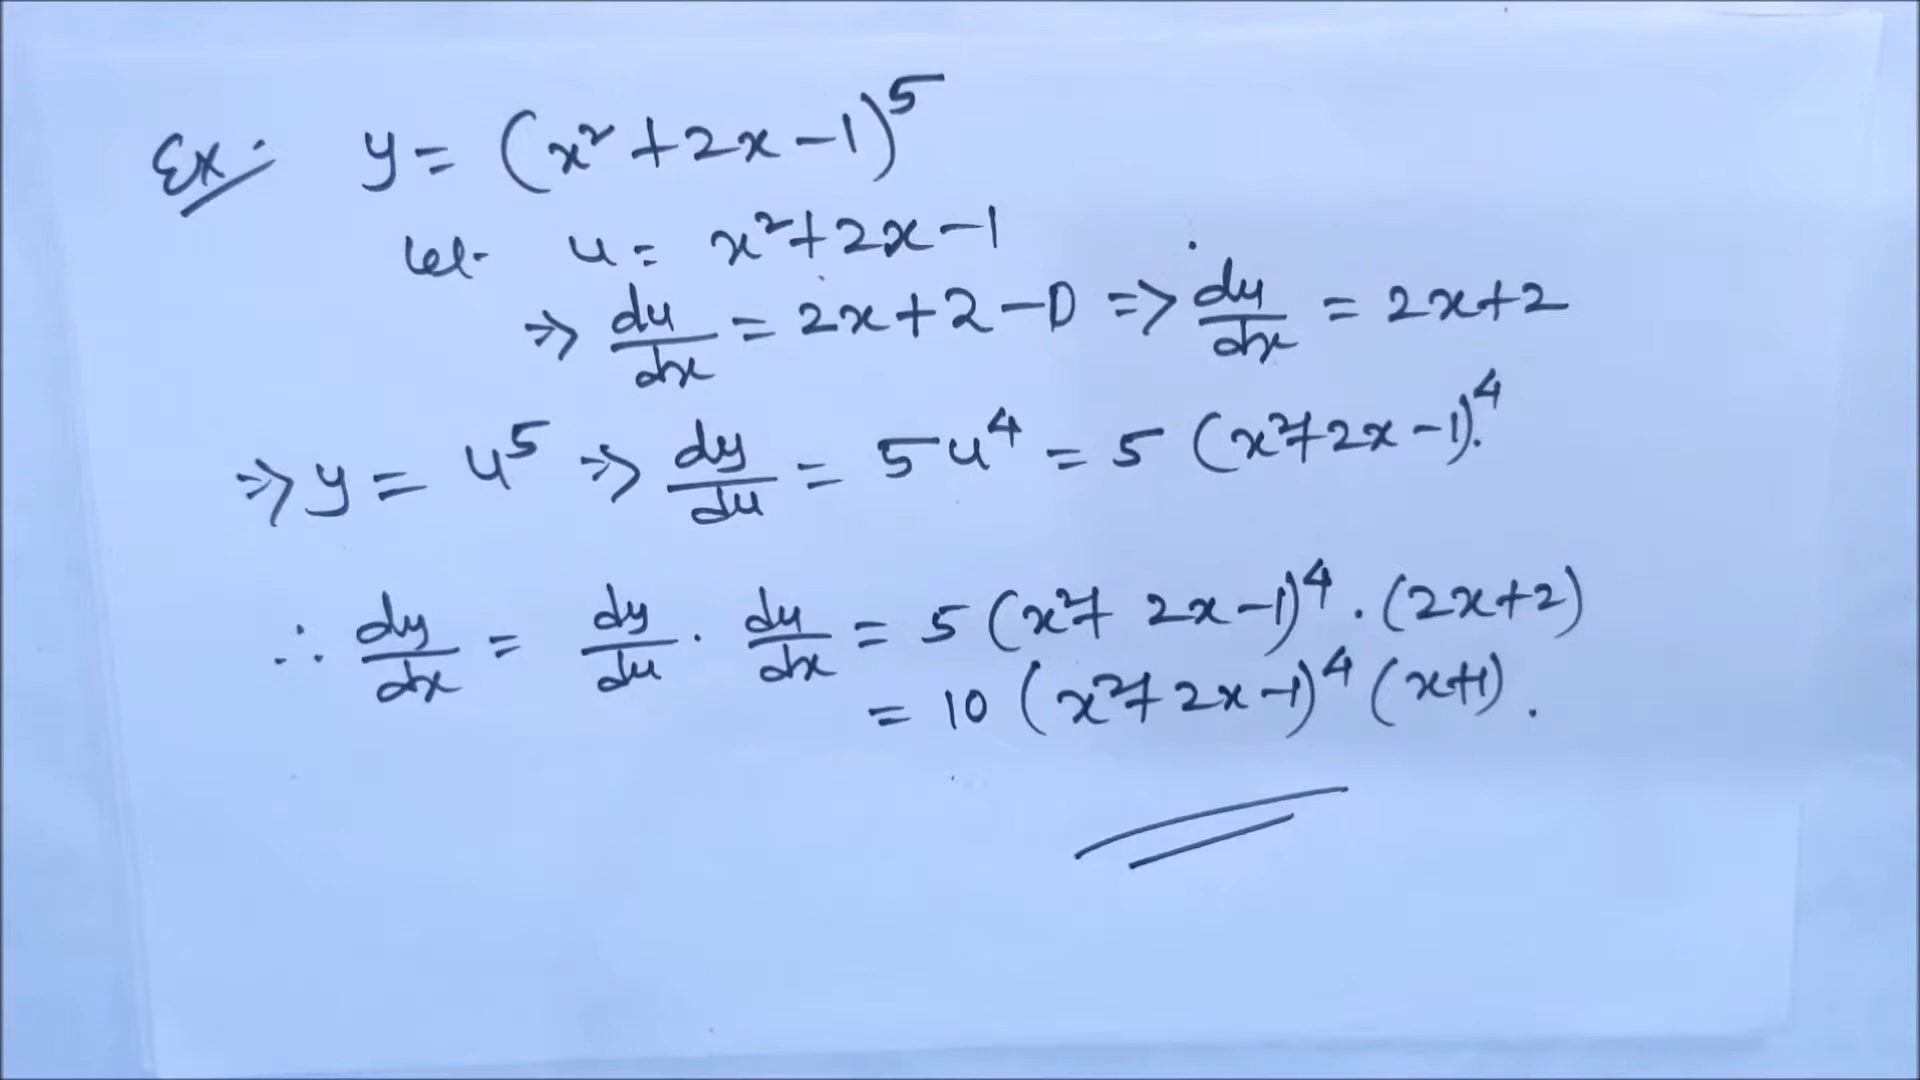 Ex: y = (x² + 2x - 1)⁵
let u = x² + 2x - 1
⇒ du/dx = 2x + 2 - 0 ⇒ du/dx = 2x + 2
⇒ y = u⁵ ⇒ dy/du = 5u⁴ = 5 (x² + 2x - 1)⁴.
∴ dy/dx = dy/du · du/dx = 5 (x² + 2x - 1)⁴ · (2x + 2)
= 10 (x² + 2x - 1)⁴ (x + 1).